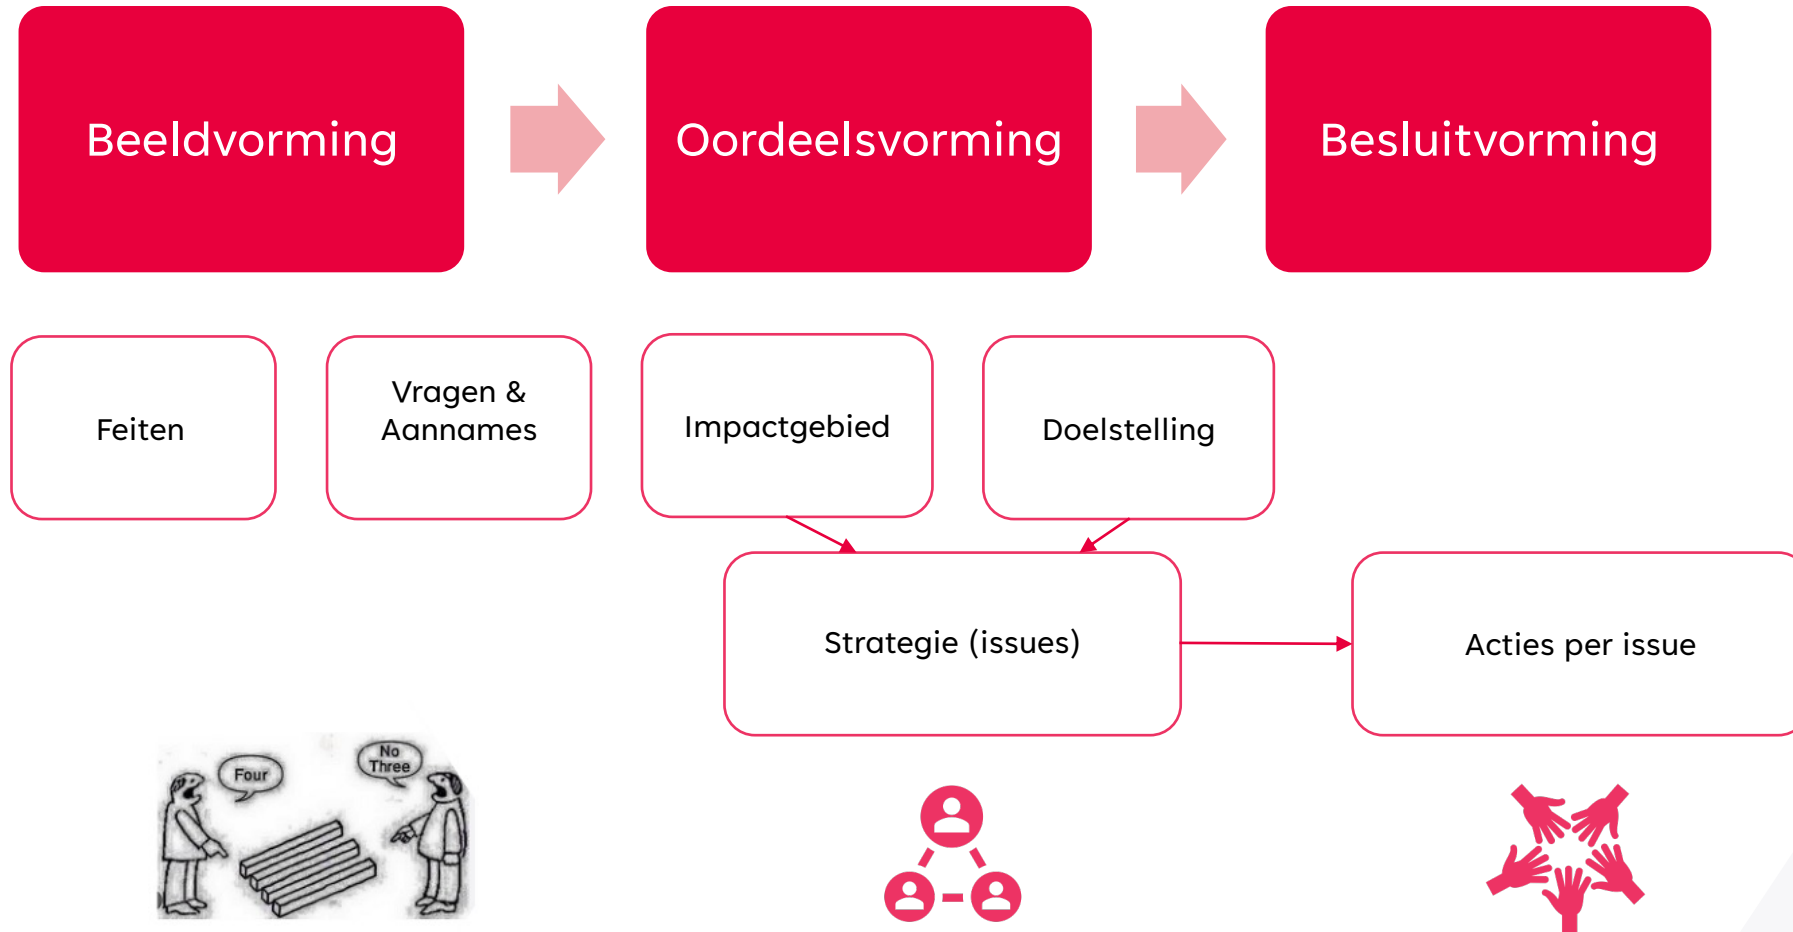 Beeldvorming
Oordeelsvorming
Besluitvorming
Feiten
Vragen &
Aannames
Impactgebied
Doelstelling
Strategie (issues)
Acties per issue
Four
No
Three